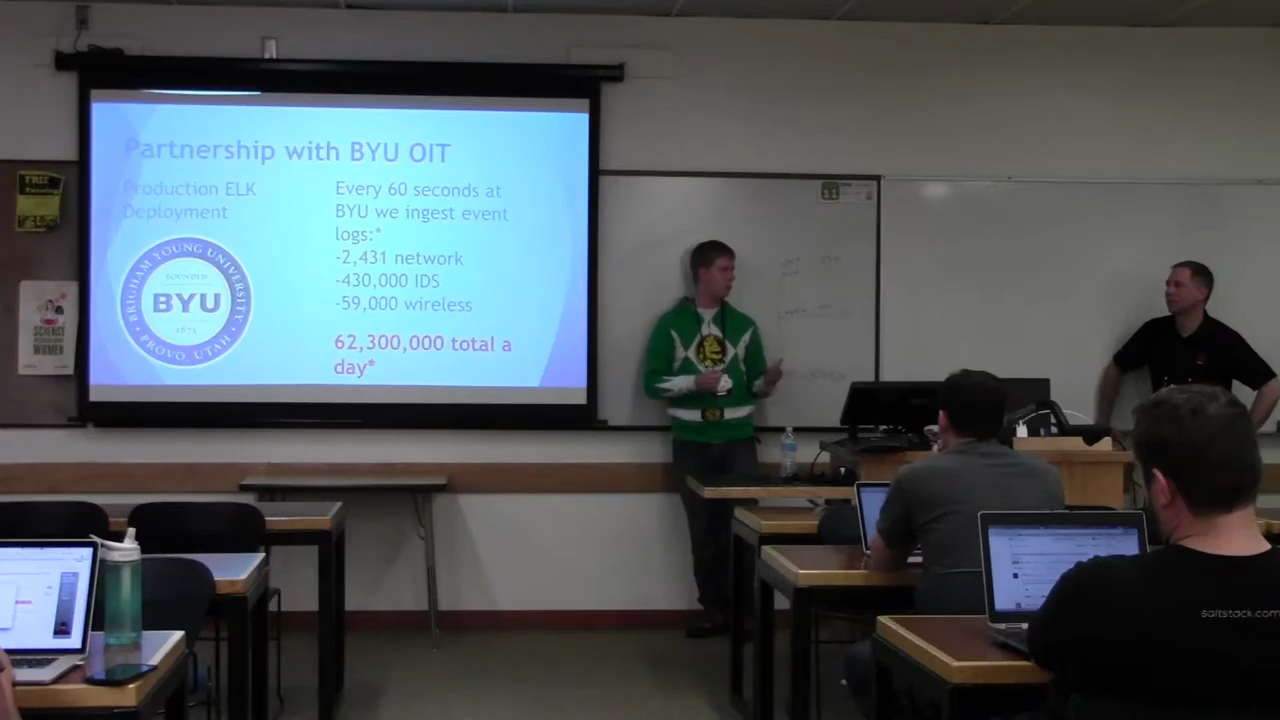 Partnership with BYU OIT
Production ELK
Deployment
Every 60 seconds at
BYU we ingest event
logs:*
-2,431 network
-430,000 IDS
-59,000 wireless
62,300,000 total a
day*
BRIGHAM YOUNG UNIVERSITY
FOUNDED
BYU
1875
PROVO, UTAH
FREE
SCIENCE
WOMEN
11
saltstack.com